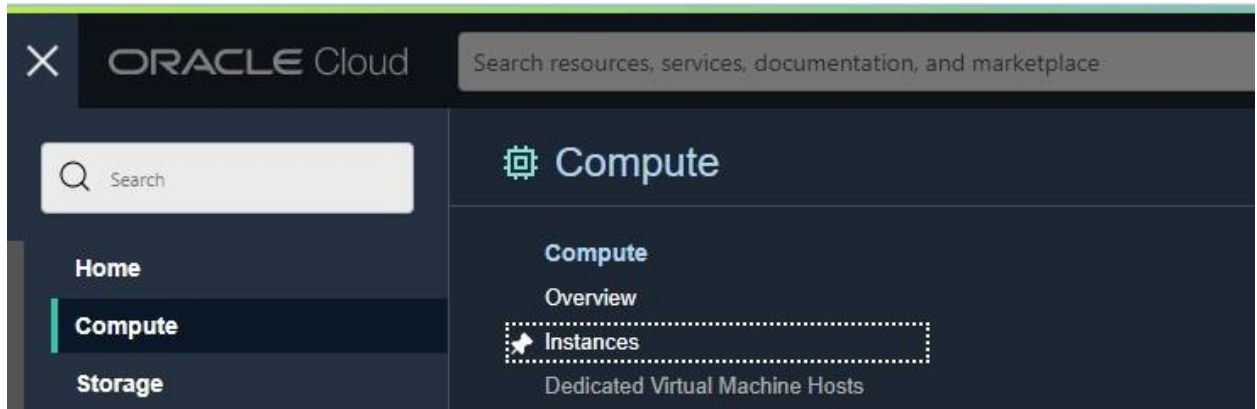 ORACLE Cloud
Search resources, services, documentation, and marketplace
Search
Home
Compute
Storage
Compute
Compute
Overview
Instances
Dedicated Virtual Machine Hosts